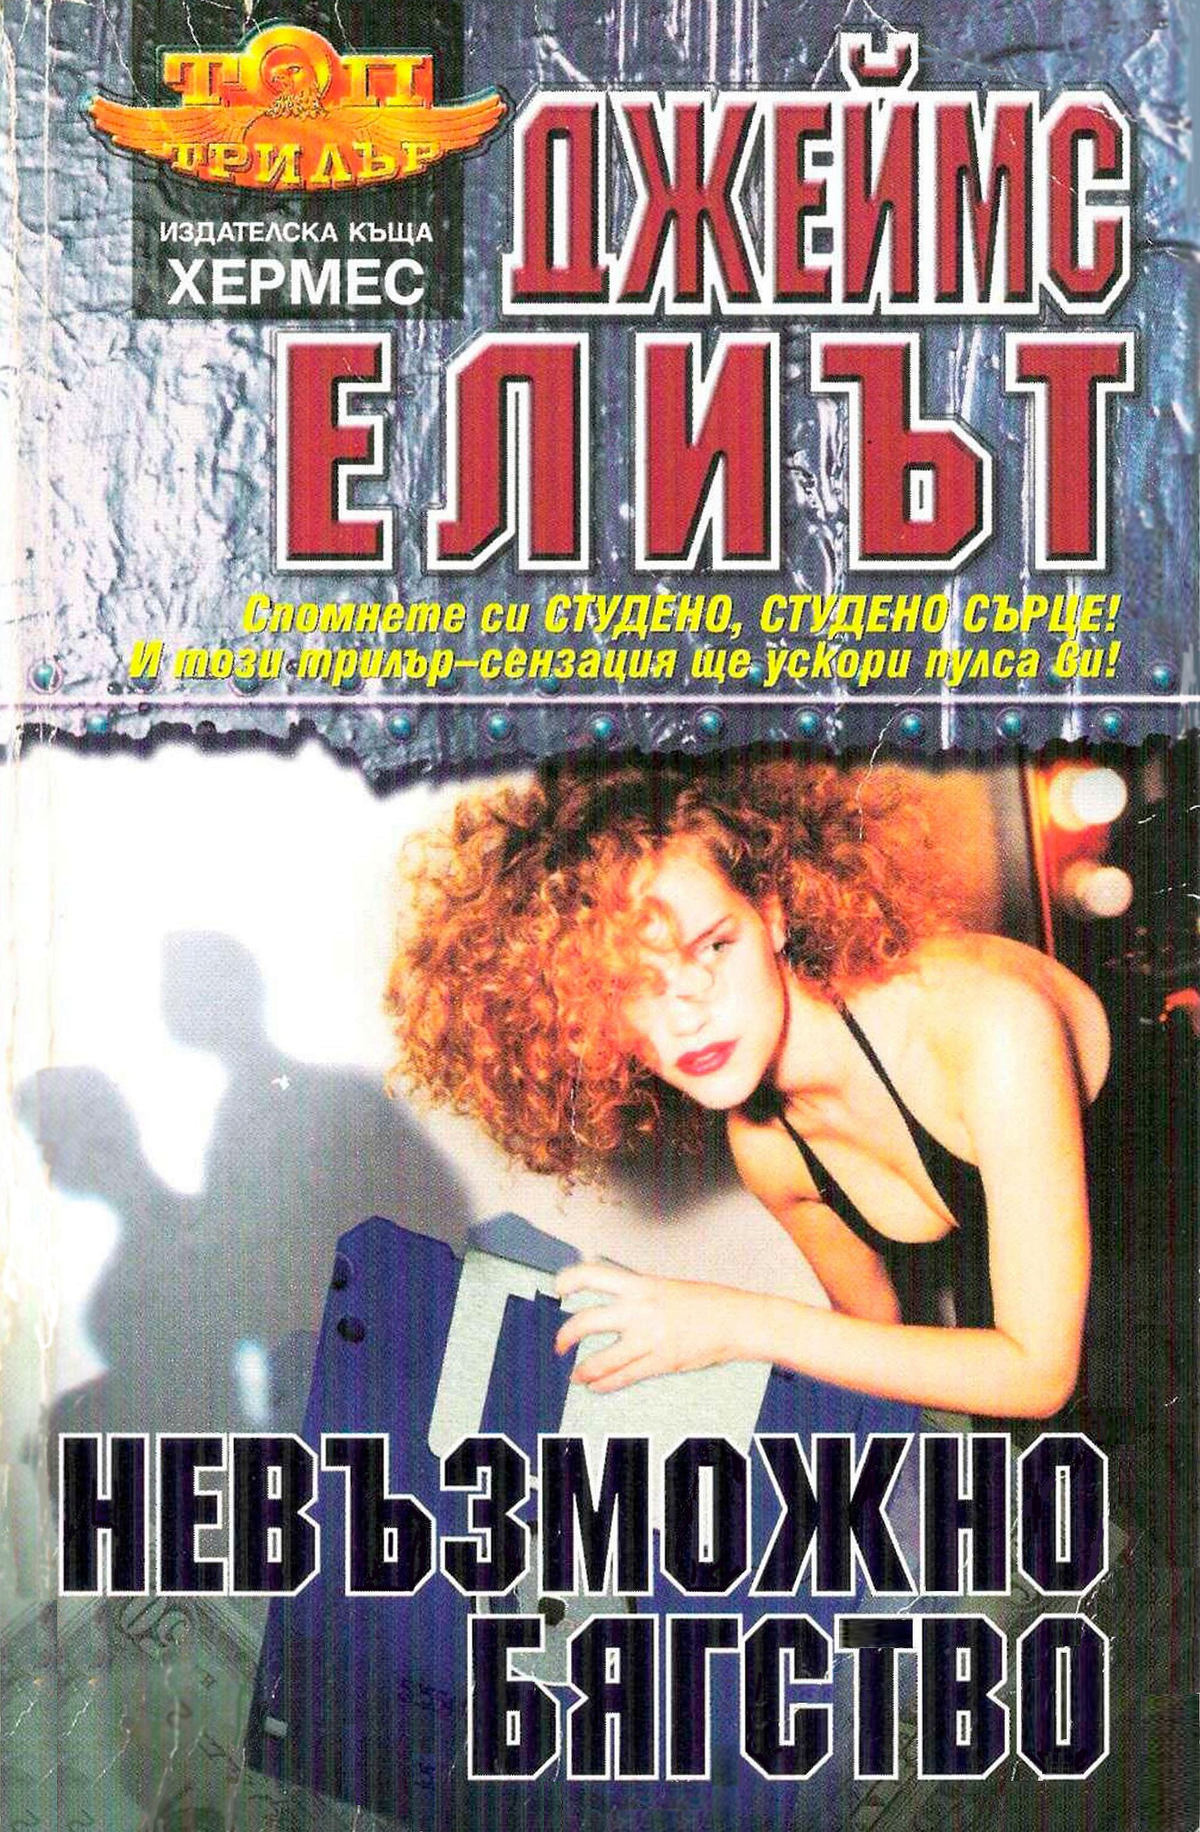 ТОП
ТРИЛЪР
ИЗДАТЕЛСКА КЪЩА
ХЕРМЕС
ДЖЕЙМС
ЕЛИЪТ
Спомнете си СТУДЕНО, СТУДЕНО СЪРЦЕ!
И този трилър–сензация ще ускори пулса ви!
НЕВЪЗМОЖНО
БЯГСТВО